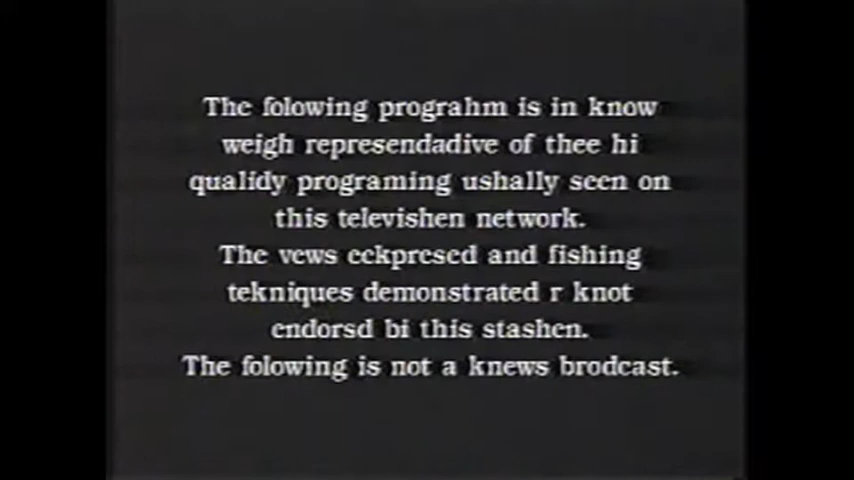 The folowing prograhm is in know
weigh represendadive of thee hi
qualidy programing ushally seen on
this televishen network.
The vews eckpresed and fishing
tekniques demonstrated r knot
endorsd bi this stashen.
The folowing is not a knews brodcast.